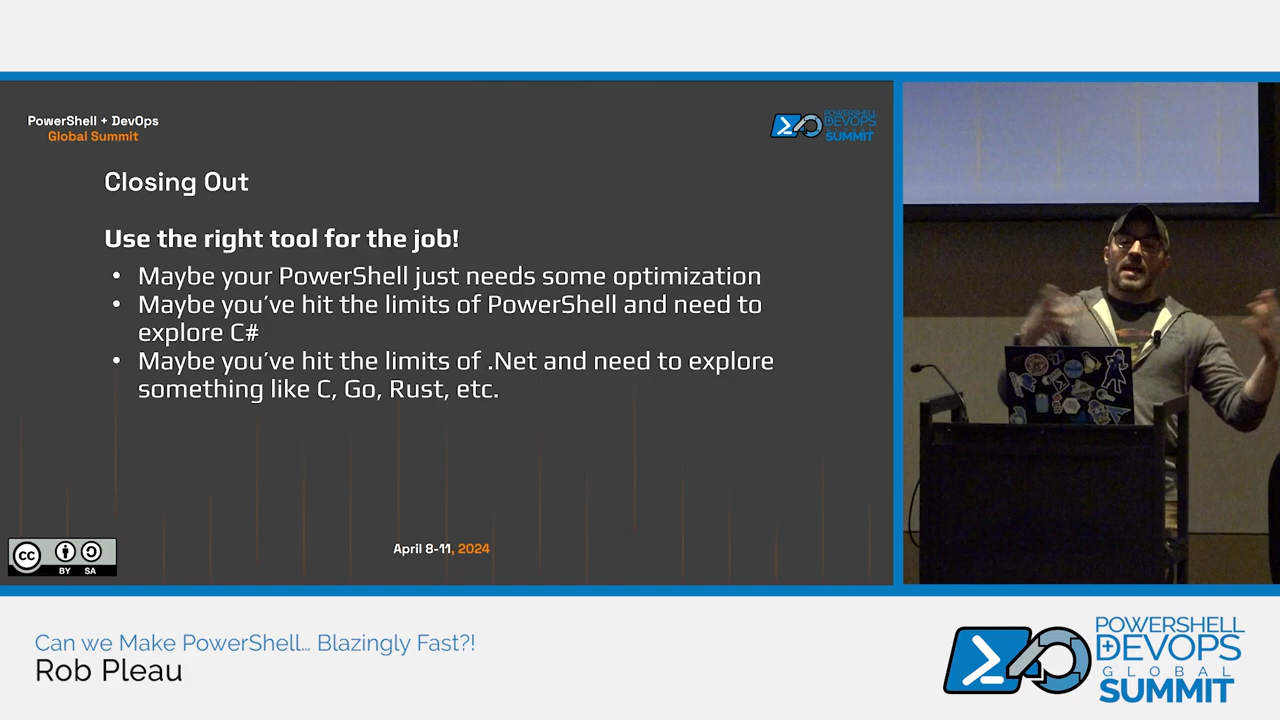 PowerShell + DevOps
Global Summit
POWERSHELL
DEVOPS
GLOBAL
SUMMIT
Closing Out
Use the right tool for the job!
• Maybe your PowerShell just needs some optimization
• Maybe you’ve hit the limits of PowerShell and need to
explore C#
• Maybe you’ve hit the limits of .Net and need to explore
something like C, Go, Rust, etc.
April 8-11, 2024
cc
BY SA
Can we Make PowerShell... Blazingly Fast?!
Rob Pleau
POWERSHELL
DEVOPS
GLOBAL
SUMMIT